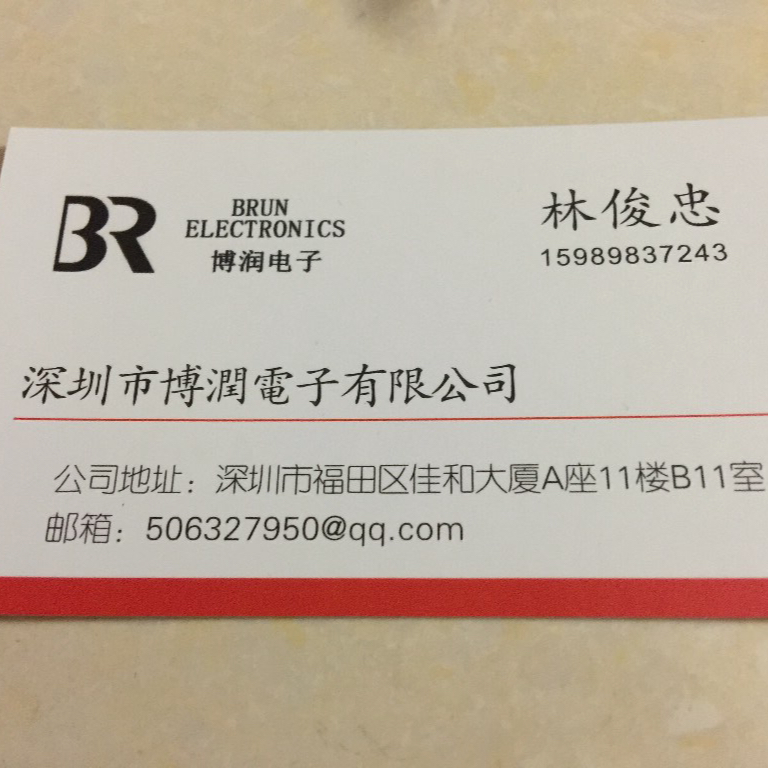 BR
BRUN
ELECTRONICS
博润电子
林俊忠
15989837243
深圳市博潤電子有限公司
公司地址：深圳市福田区佳和大厦A座11楼B11室
邮箱：506327950@qq.com